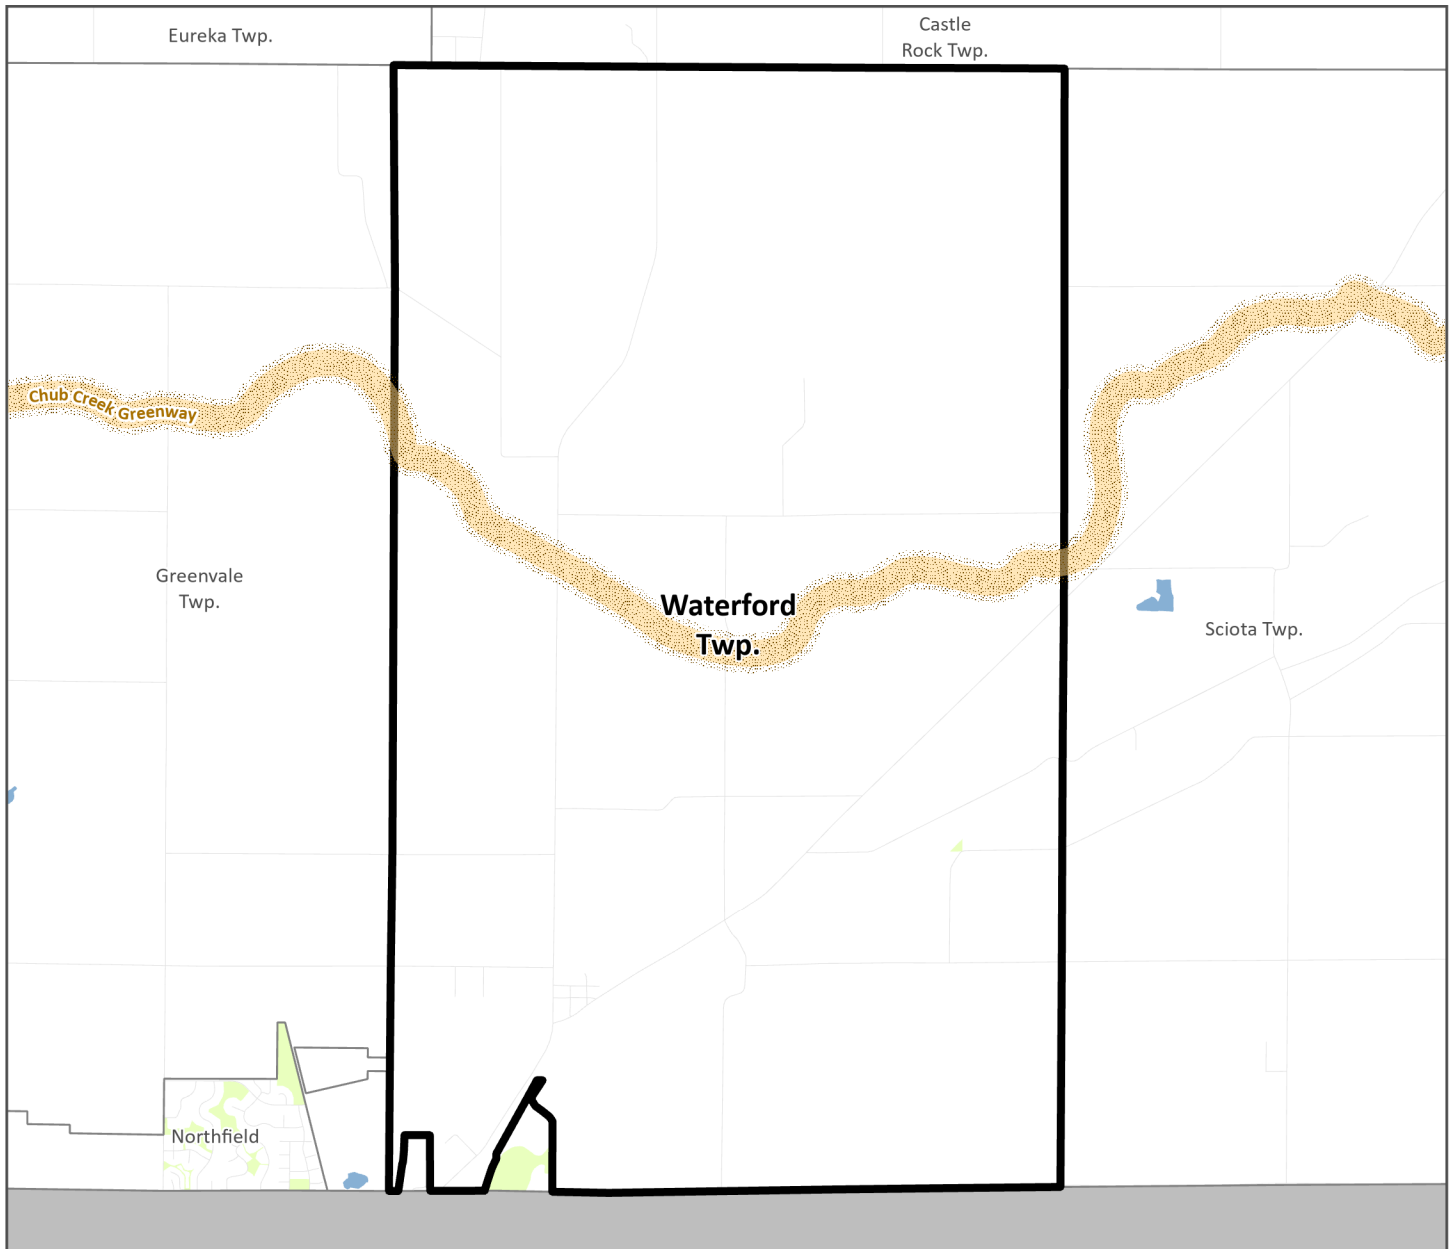 Eureka Twp.
Castle
Rock Twp.
Chub Creek Greenway
Greenvale
Twp.
Waterford
Twp.
Sciota Twp.
Northfield